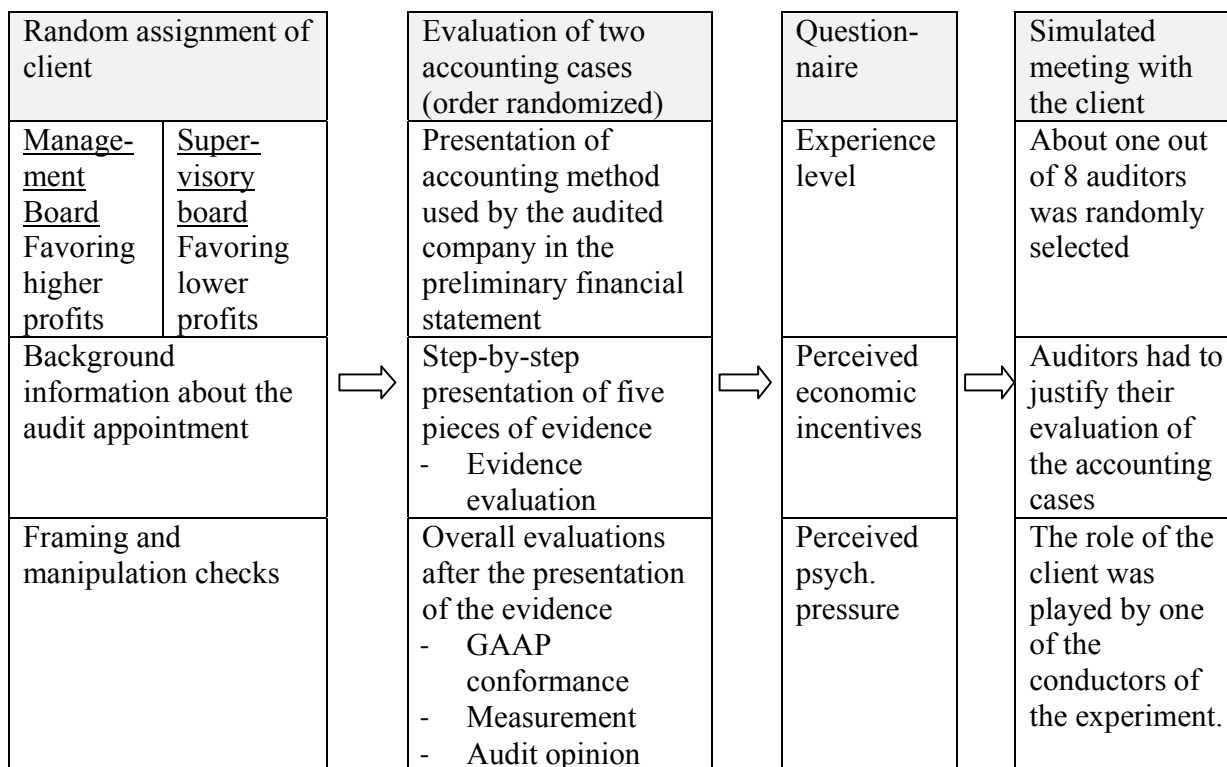 Random assignment of
client
Manage-
ment
Board
Favoring
higher
profits
Super-
visory
board
Favoring
lower
profits
Background
information about the
audit appointment
Framing and
manipulation checks
Evaluation of two
accounting cases
(order randomized)
Presentation of
accounting method
used by the audited
company in the
preliminary financial
statement
Step-by-step
presentation of five
pieces of evidence
- Evidence
evaluation
Overall evaluations
after the presentation
of the evidence
- GAAP
conformance
- Measurement
- Audit opinion
Question-
naire
Experience
level
Perceived
economic
incentives
Perceived
psych.
pressure
Simulated
meeting with
the client
About one out
of 8 auditors
was randomly
selected
Auditors had to
justify their
evaluation of
the accounting
cases
The role of the
client was
played by one
of the
conductors of
the experiment.